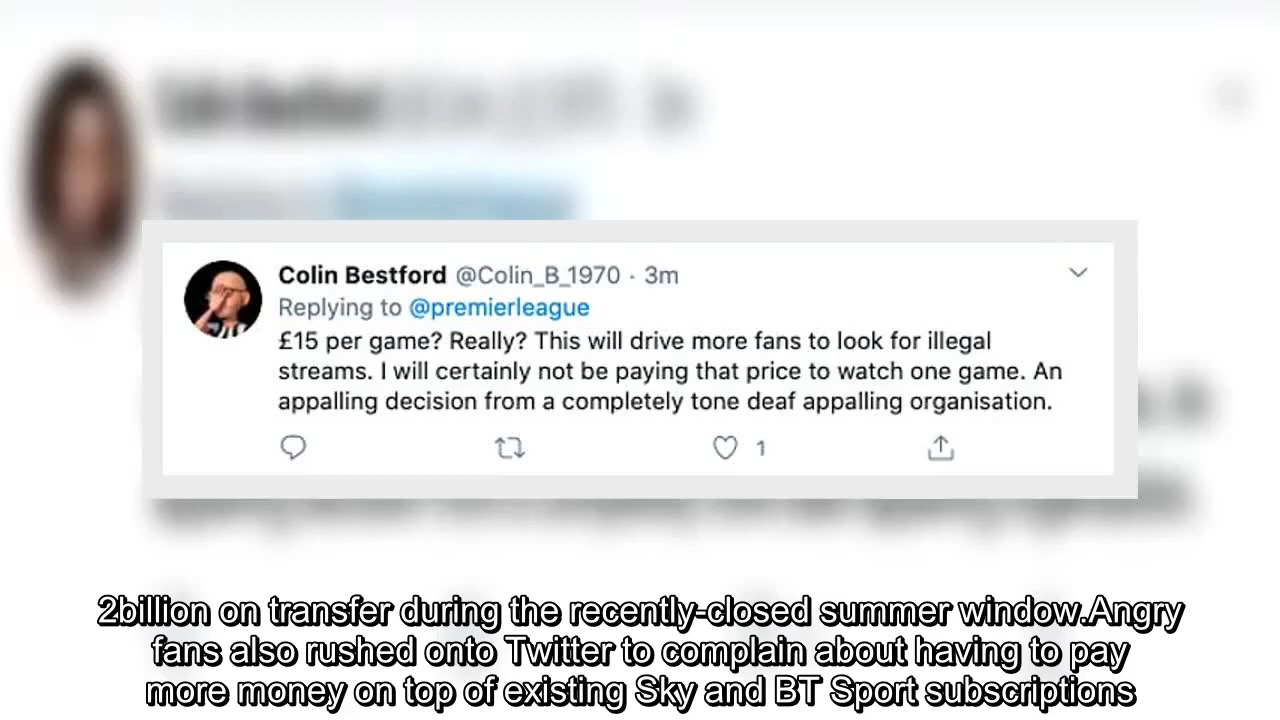 Colin Bestford @Colin_B_1970 · 3m
Replying to @premierleague
£15 per game? Really? This will drive more fans to look for illegal
streams. I will certainly not be paying that price to watch one game. An
appalling decision from a completely tone deaf appalling organisation.
1
2billion on transfer during the recently-closed summer window.Angry
fans also rushed onto Twitter to complain about having to pay
more money on top of existing Sky and BT Sport subscriptions